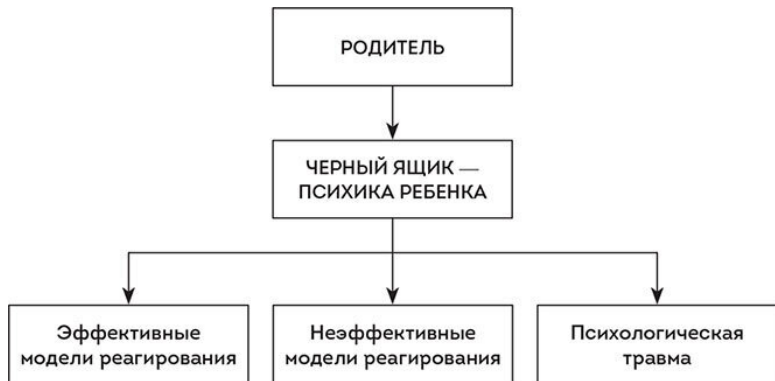 РОДИТЕЛЬ
ЧЕРНЫЙ ЯЩИК —
ПСИХИКА РЕБЕНКА
Эффективные
модели реагирования
Неэффективные
модели реагирования
Психологическая
травма